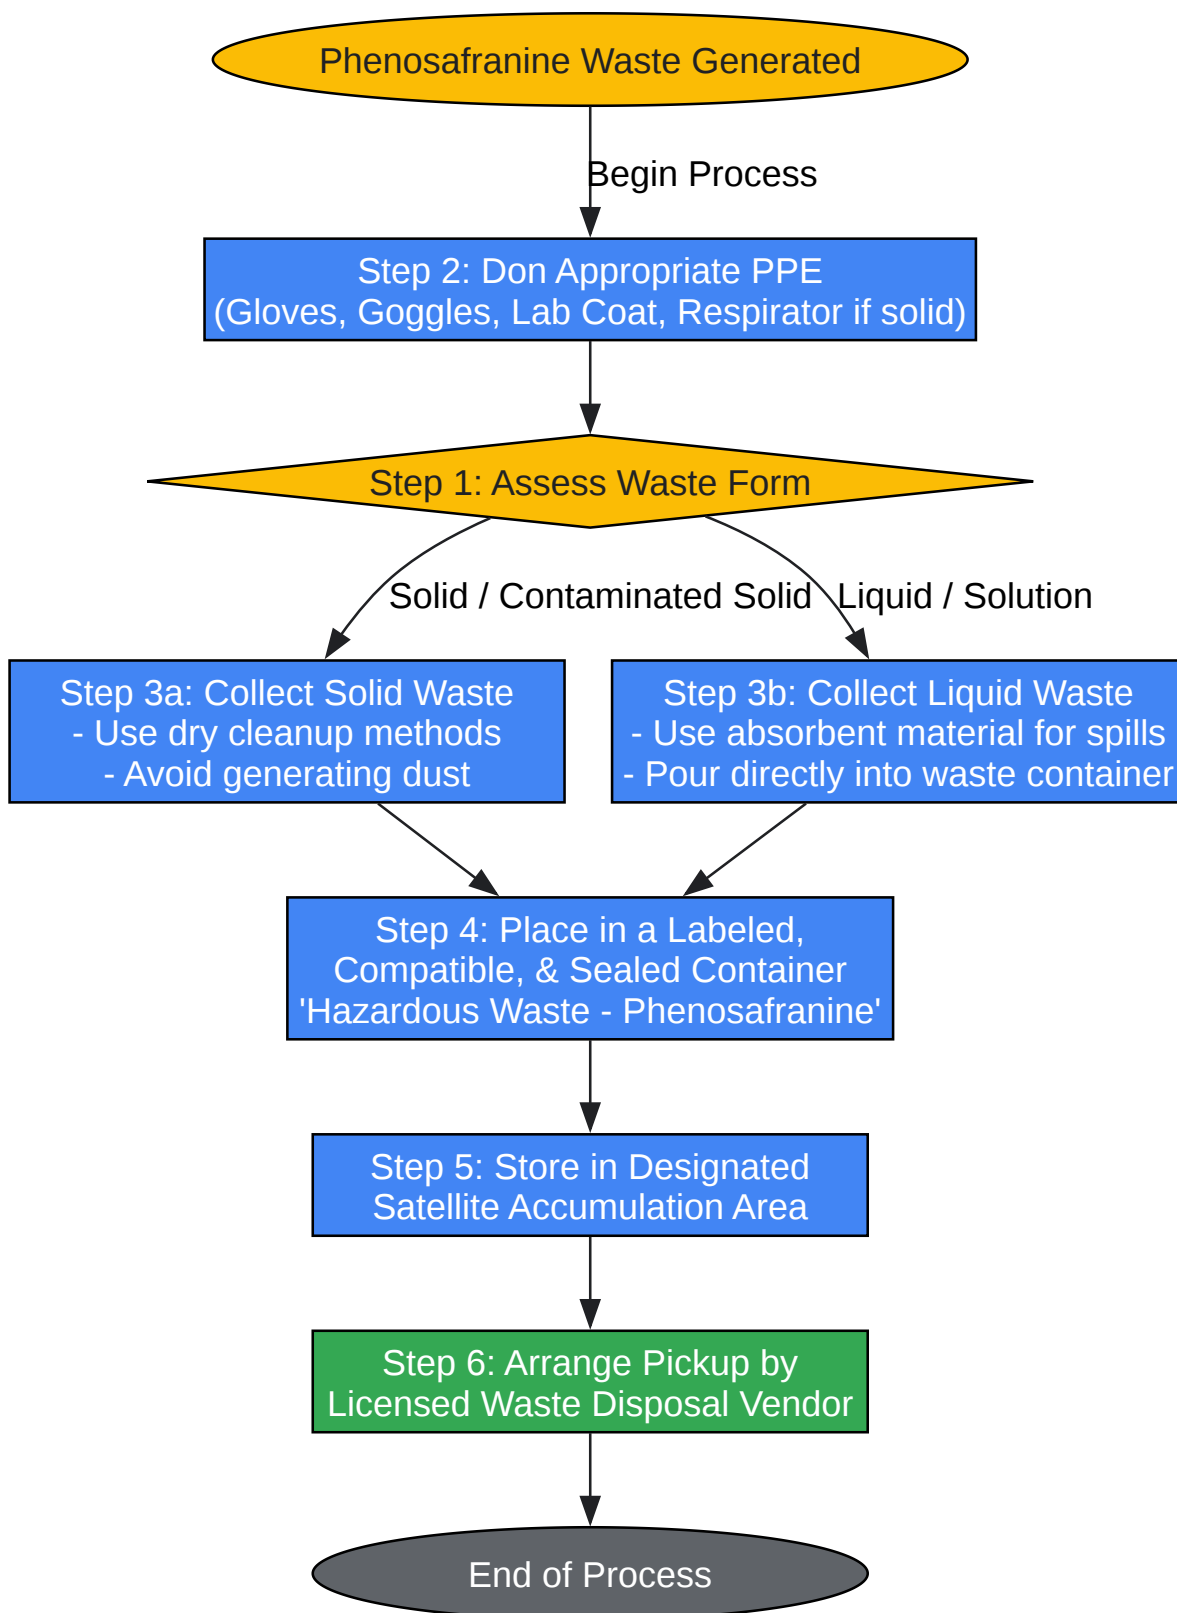 Phenosafranine Waste Generated
Begin Process
Step 2: Don Appropriate PPE
(Gloves, Goggles, Lab Coat, Respirator if solid)
Step 1: Assess Waste Form
Solid / Contaminated Solid
Liquid / Solution
Step 3a: Collect Solid Waste
- Use dry cleanup methods
- Avoid generating dust
Step 3b: Collect Liquid Waste
- Use absorbent material for spills
- Pour directly into waste container
Step 4: Place in a Labeled,
Compatible, & Sealed Container
'Hazardous Waste - Phenosafranine'
Step 5: Store in Designated
Satellite Accumulation Area
Step 6: Arrange Pickup by
Licensed Waste Disposal Vendor
End of Process